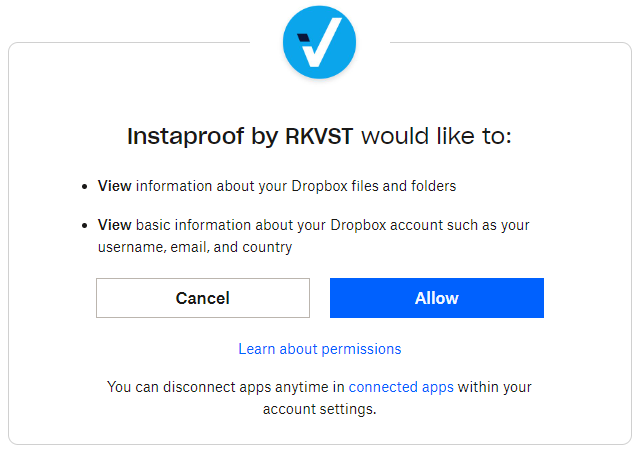 Instaproof by RKVST would like to:
• View information about your Dropbox files and folders
• View basic information about your Dropbox account such as your
username, email, and country
Cancel
Allow
Learn about permissions
You can disconnect apps anytime in connected apps within your
account settings.